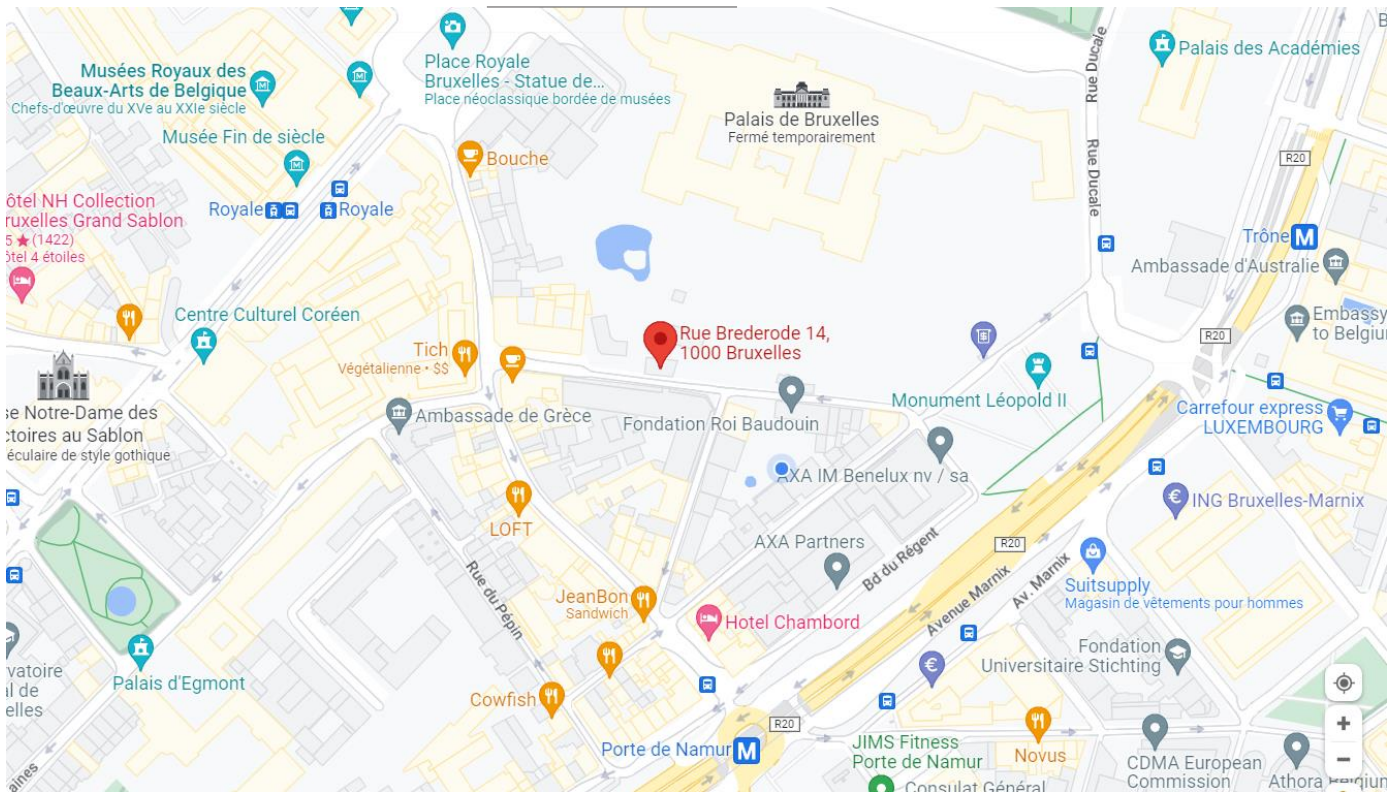 Musées Royaux des
Beaux-Arts de Belgique
Chefs-d'œuvre du XVe au XXIe siècle
Place Royale
Bruxelles - Statue de...
Place néoclassique bordée de musées
Palais de Bruxelles
Fermé temporairement
Rue Ducale
Palais des Académies
Musée Fin de siècle
Bouche
Rue Ducale
R20
ôtel NH Collection
ruxelles Grand Sablon
5 ★ (1422)
ôtel 4 étoiles
Royale
Royale
Trône M
Ambassade d'Australie
Centre Culturel Coréen
Embassy
to Belgiu
R20
Tich
Végétalienne • $$
Rue Brederode 14,
1000 Bruxelles
Monument Léopold II
se Notre-Dame des
ctoires au Sablon
éculaire de style gothique
Ambassade de Grèce
Fondation Roi Baudouin
Carrefour express
LUXEMBOURG
AXA IM Benelux nv / sa
ING Bruxelles-Marnix
LOFT
AXA Partners
Bd du Régent
R20
Rue du Pépin
JeanBon
Sandwich
Avenue Marnix
Av. Marnix
Suitsupply
Magasin de vêtements pour hommes
Hotel Chambord
Fondation
Universitaire Stichting
vatoire
al de
elles
Palais d'Egmont
Cowfish
R20
Porte de Namur M
JIMS Fitness
Porte de Namur
Novus
CDMA European
Commission
Consulat Général
Athora Belgium
aines